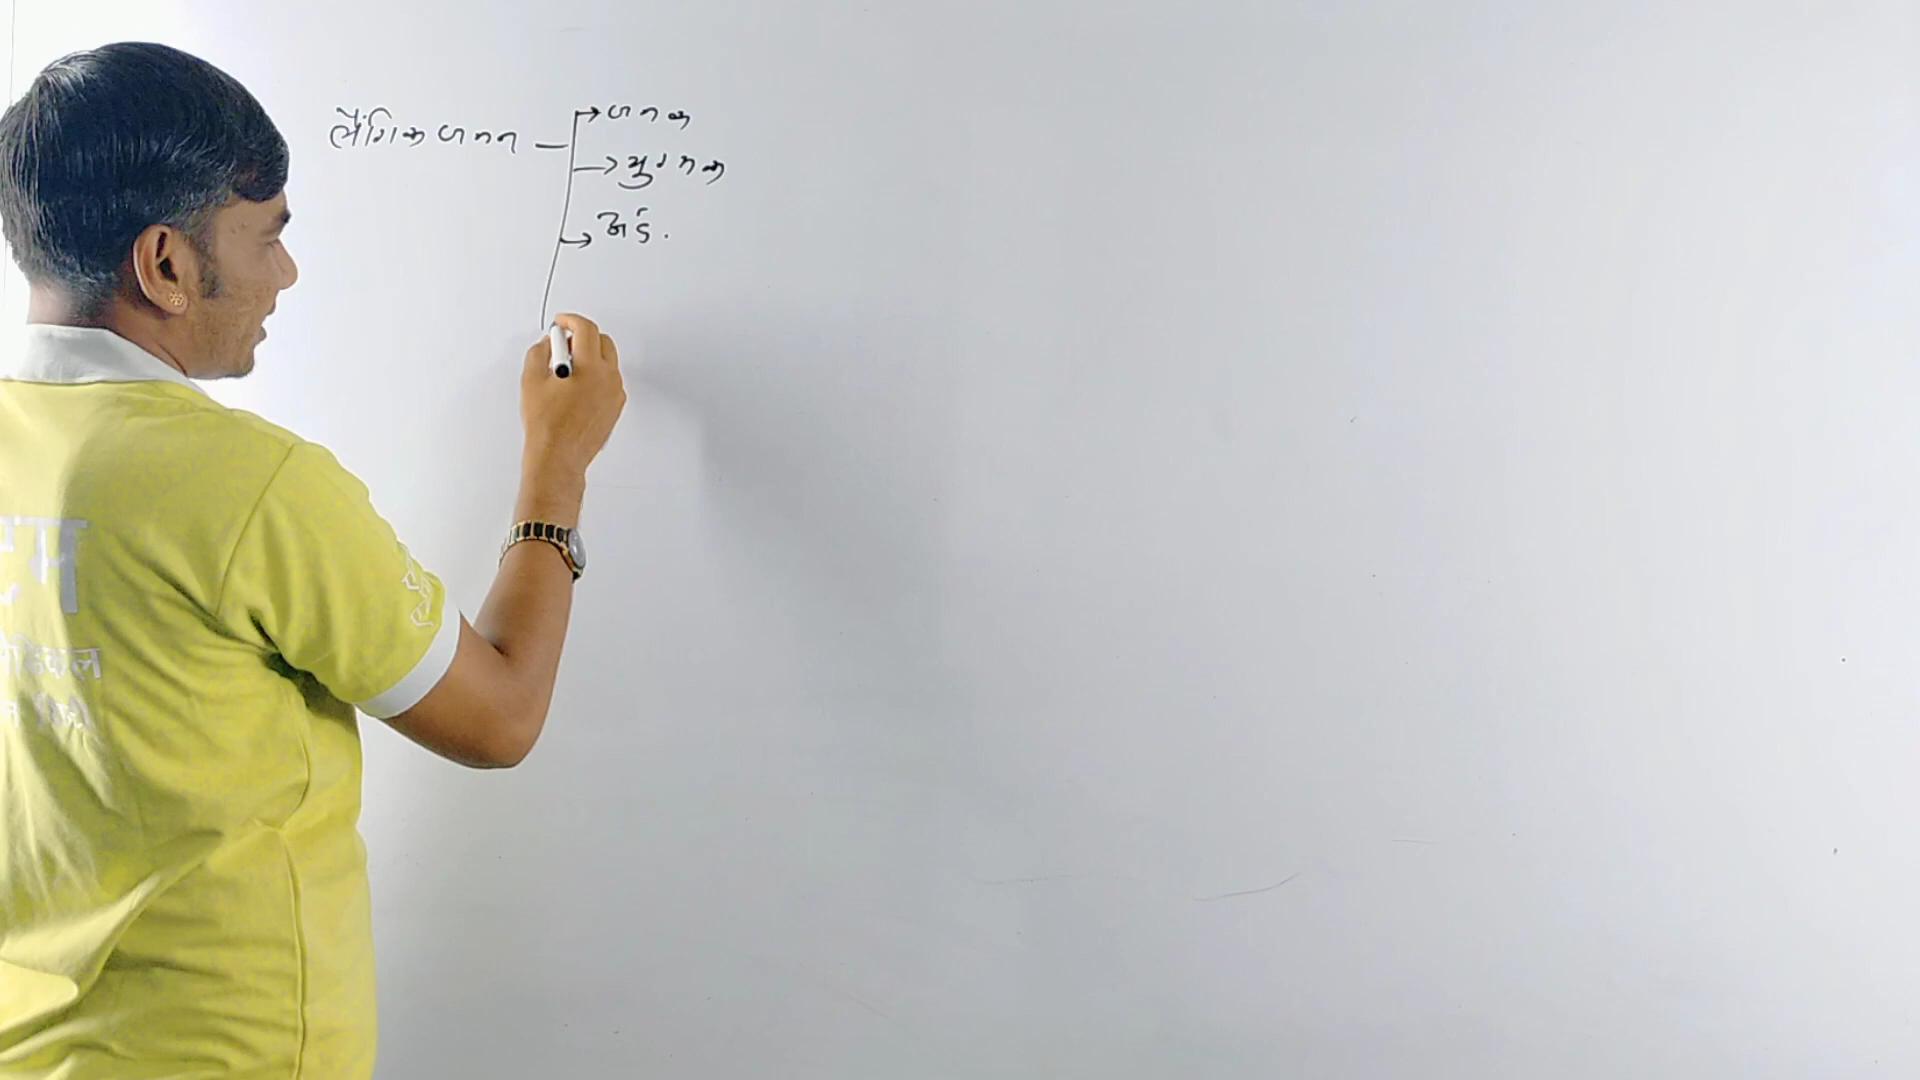 लैंगिक जनन
जनक
युग्मक
अंड.